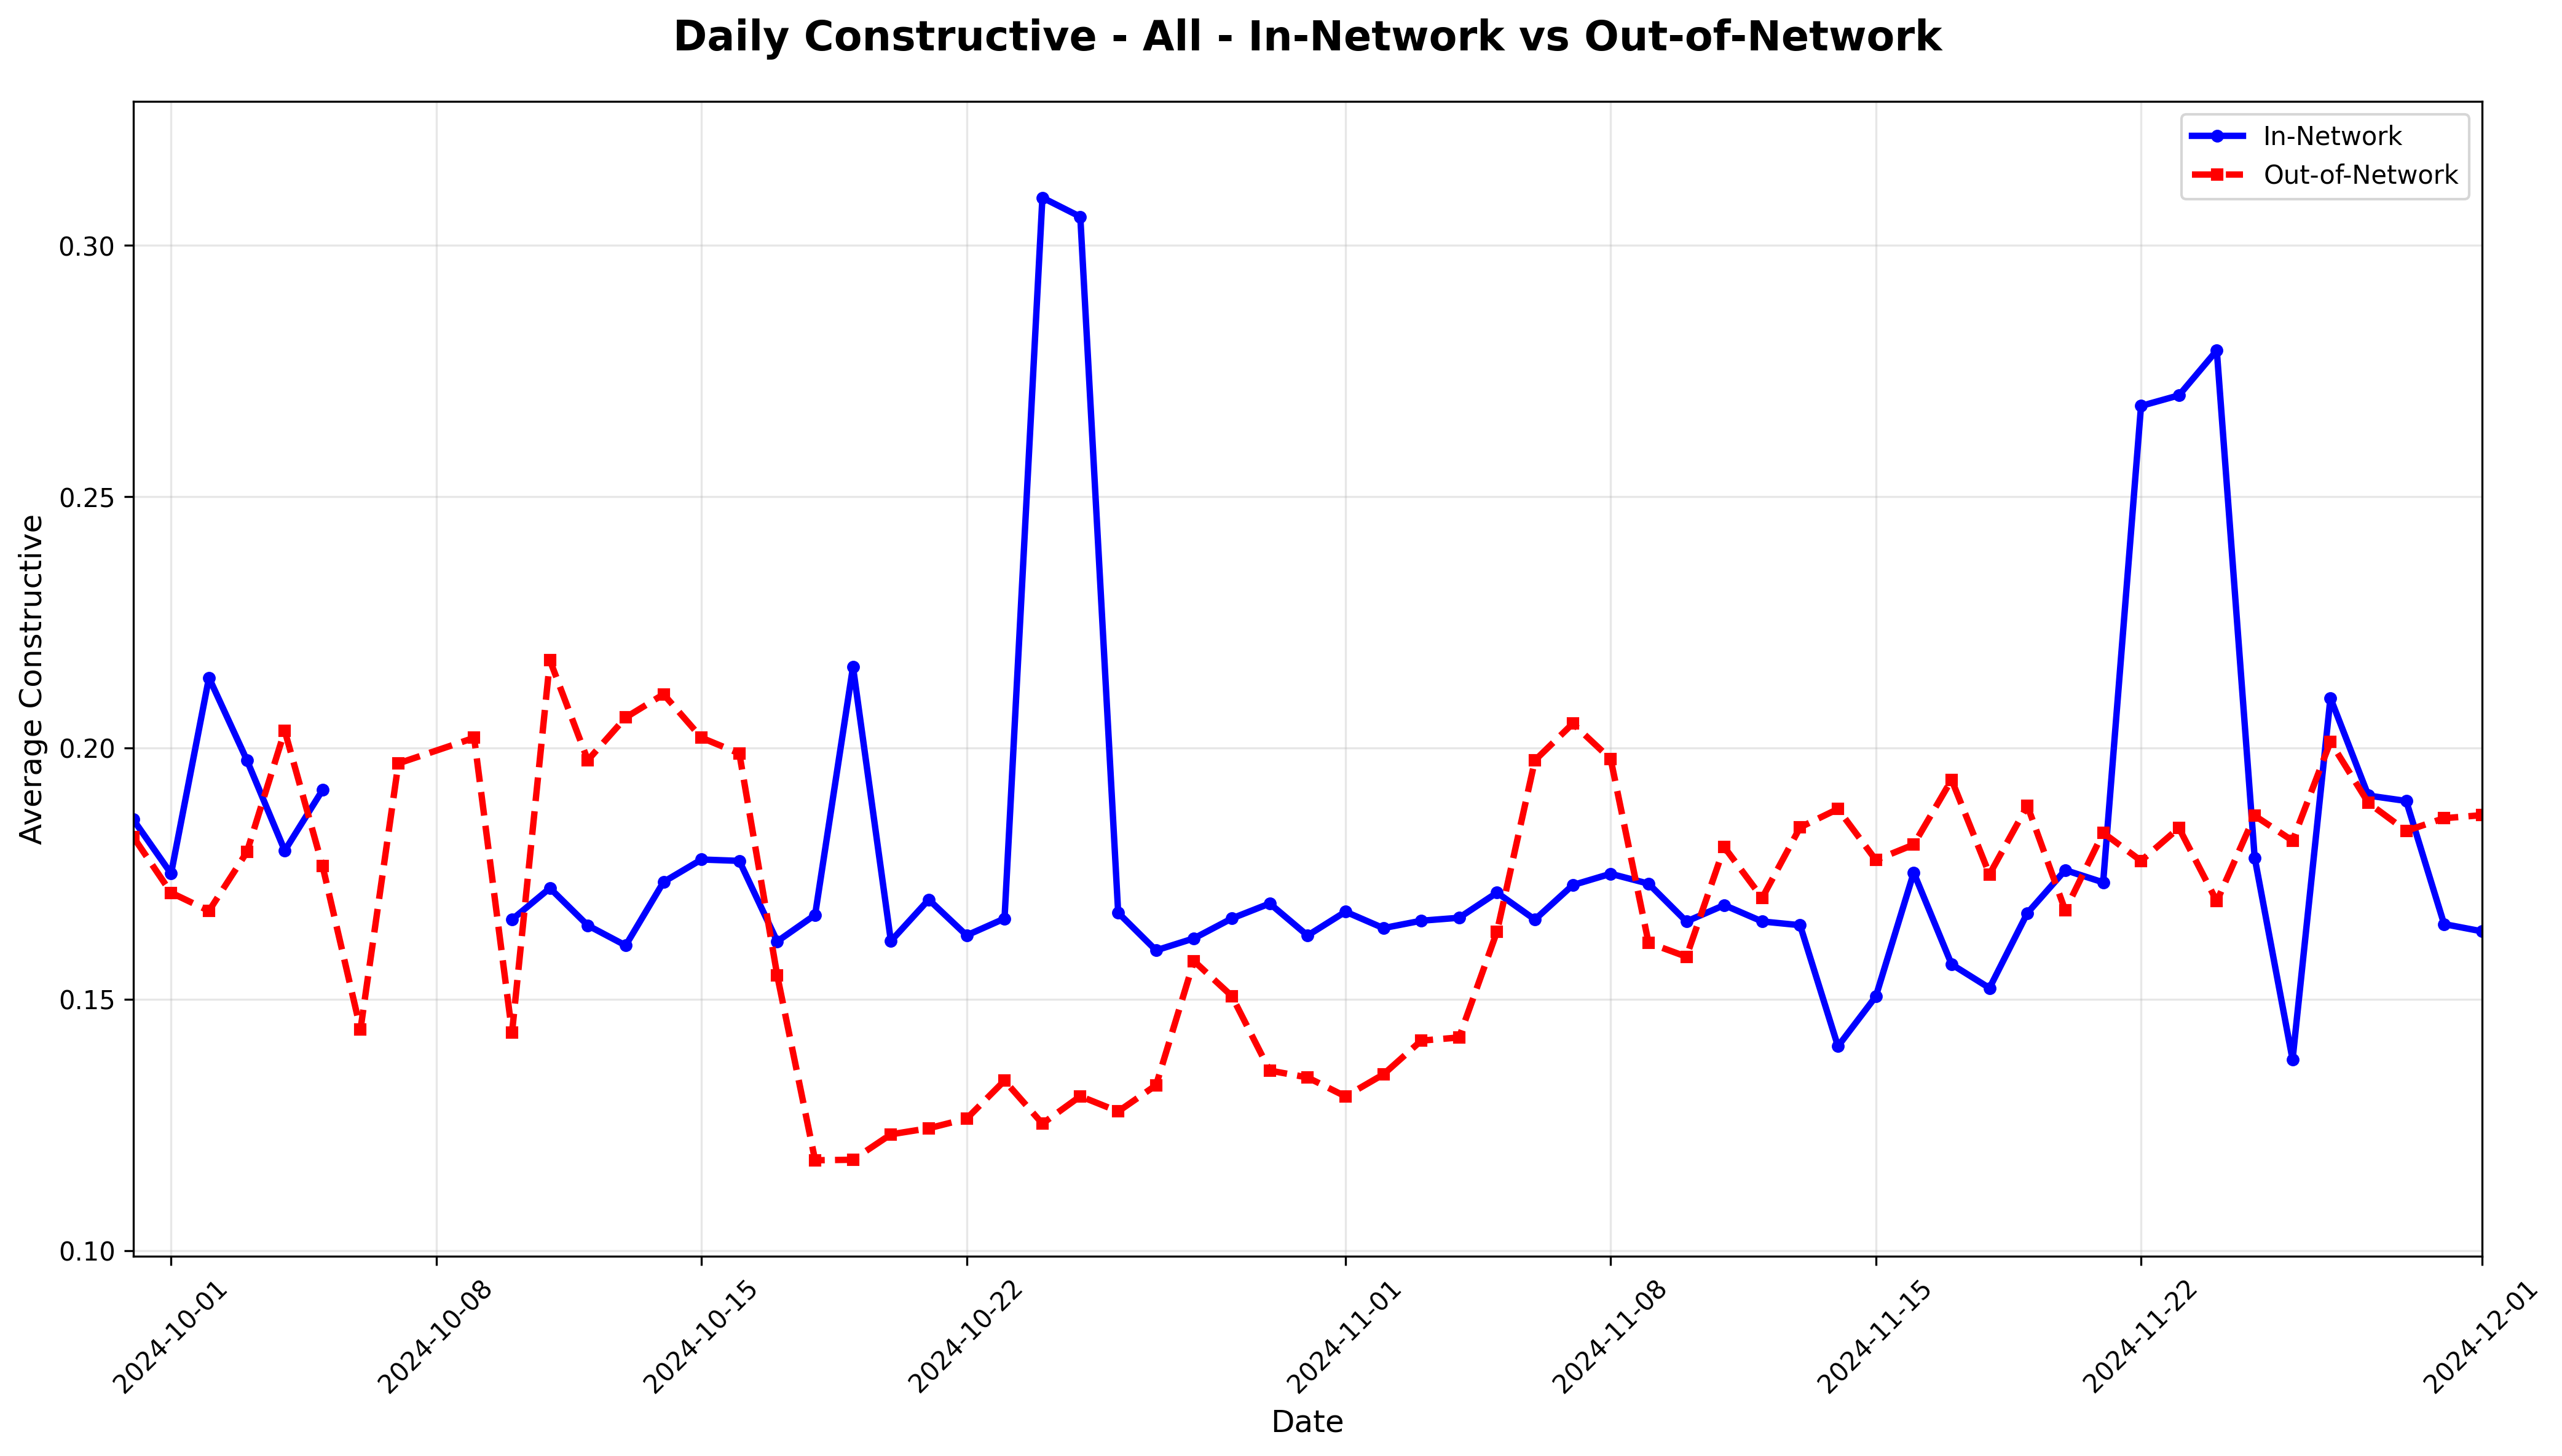 Daily Constructive - All - In-Network vs Out-of-Network
In-Network
Out-of-Network
Average Constructive
0.30
0.25
0.20
0.15
0.10
2024-10-01
2024-10-08
2024-10-15
2024-10-22
2024-11-01
2024-11-08
2024-11-15
2024-11-22
2024-12-01
Date